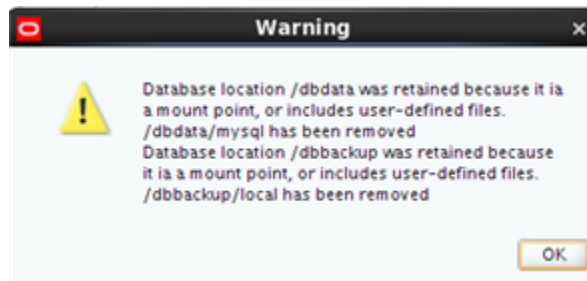 Warning
Database location /dbdata was retained because it ia
a mount point, or includes user-defined files.
/dbdata/mysql has been removed
Database location /dbbackup was retained because
it ia a mount point, or includes user-defined files.
/dbbackup/local has been removed
OK